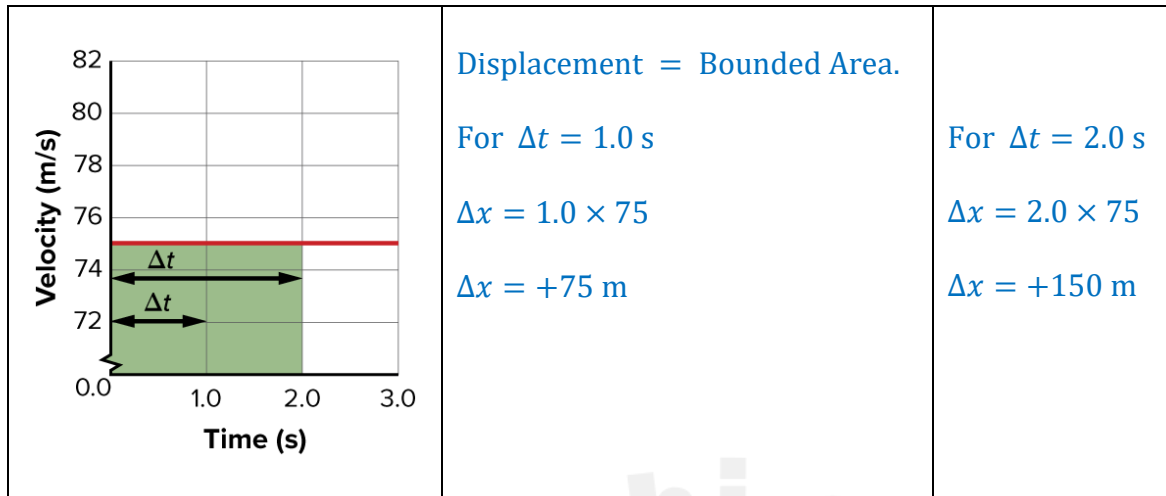 82
80
78
76
74
72
0.0
1.0
2.0
3.0
Velocity (m/s)
Time (s)
Δt
Δt
Displacement = Bounded Area.
For Δt = 1.0 s
Δx = 1.0 × 75
Δx = +75 m
For Δt = 2.0 s
Δx = 2.0 × 75
Δx = +150 m